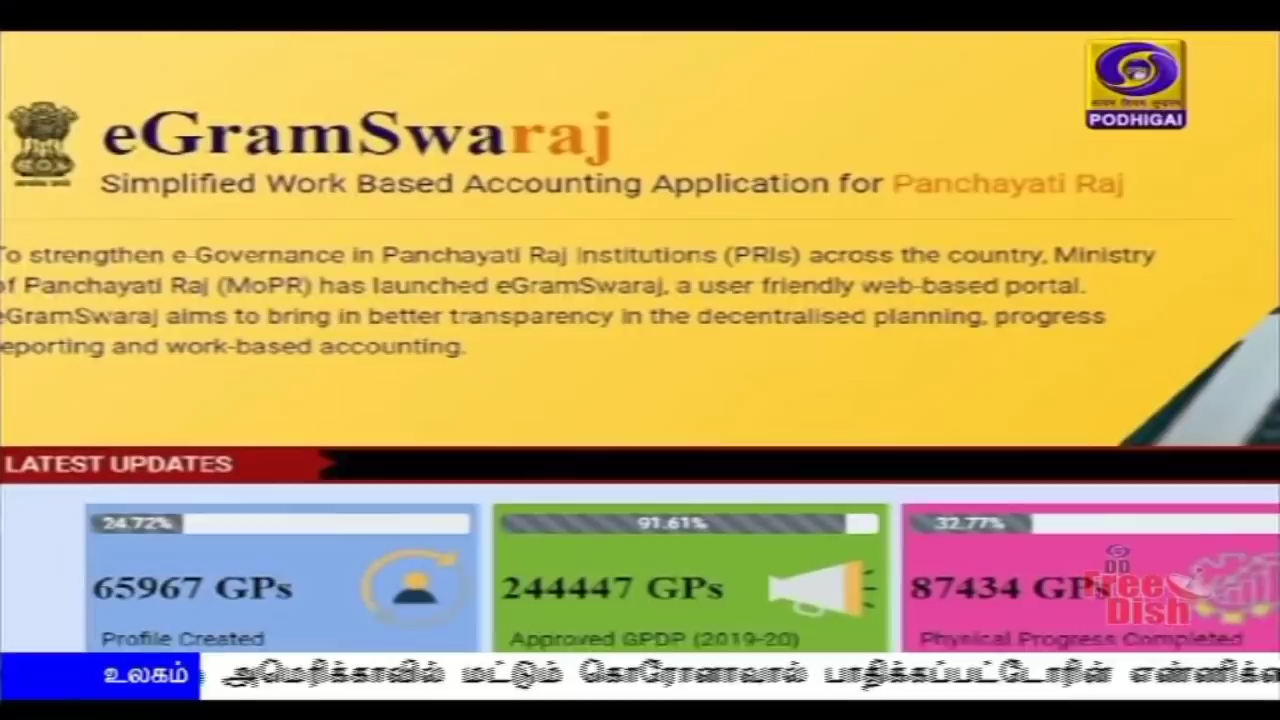 PODHIGAI
eGramSwaraj
Simplified Work Based Accounting Application for Panchayati Raj
To strengthen e-Governance in Panchayati Raj Institutions (PRIs) across the country, Ministry
of Panchayati Raj (MoPR) has launched eGramSwaraj, a user friendly web-based portal.
eGramSwaraj aims to bring in better transparency in the decentralised planning, progress
eporting and work-based accounting.
LATEST UPDATES
24.72%
91.61%
32.77%
65967 GPs
244447 GPs
87434 GPs
DD
Free
Dish
Profile Created
Approved GPDP (2019-20)
Physical Progress Completed
உலகம்
அமெரிக்காவில் மட்டும் கொரோனாவால் பாதிக்கப்பட்டோரின்